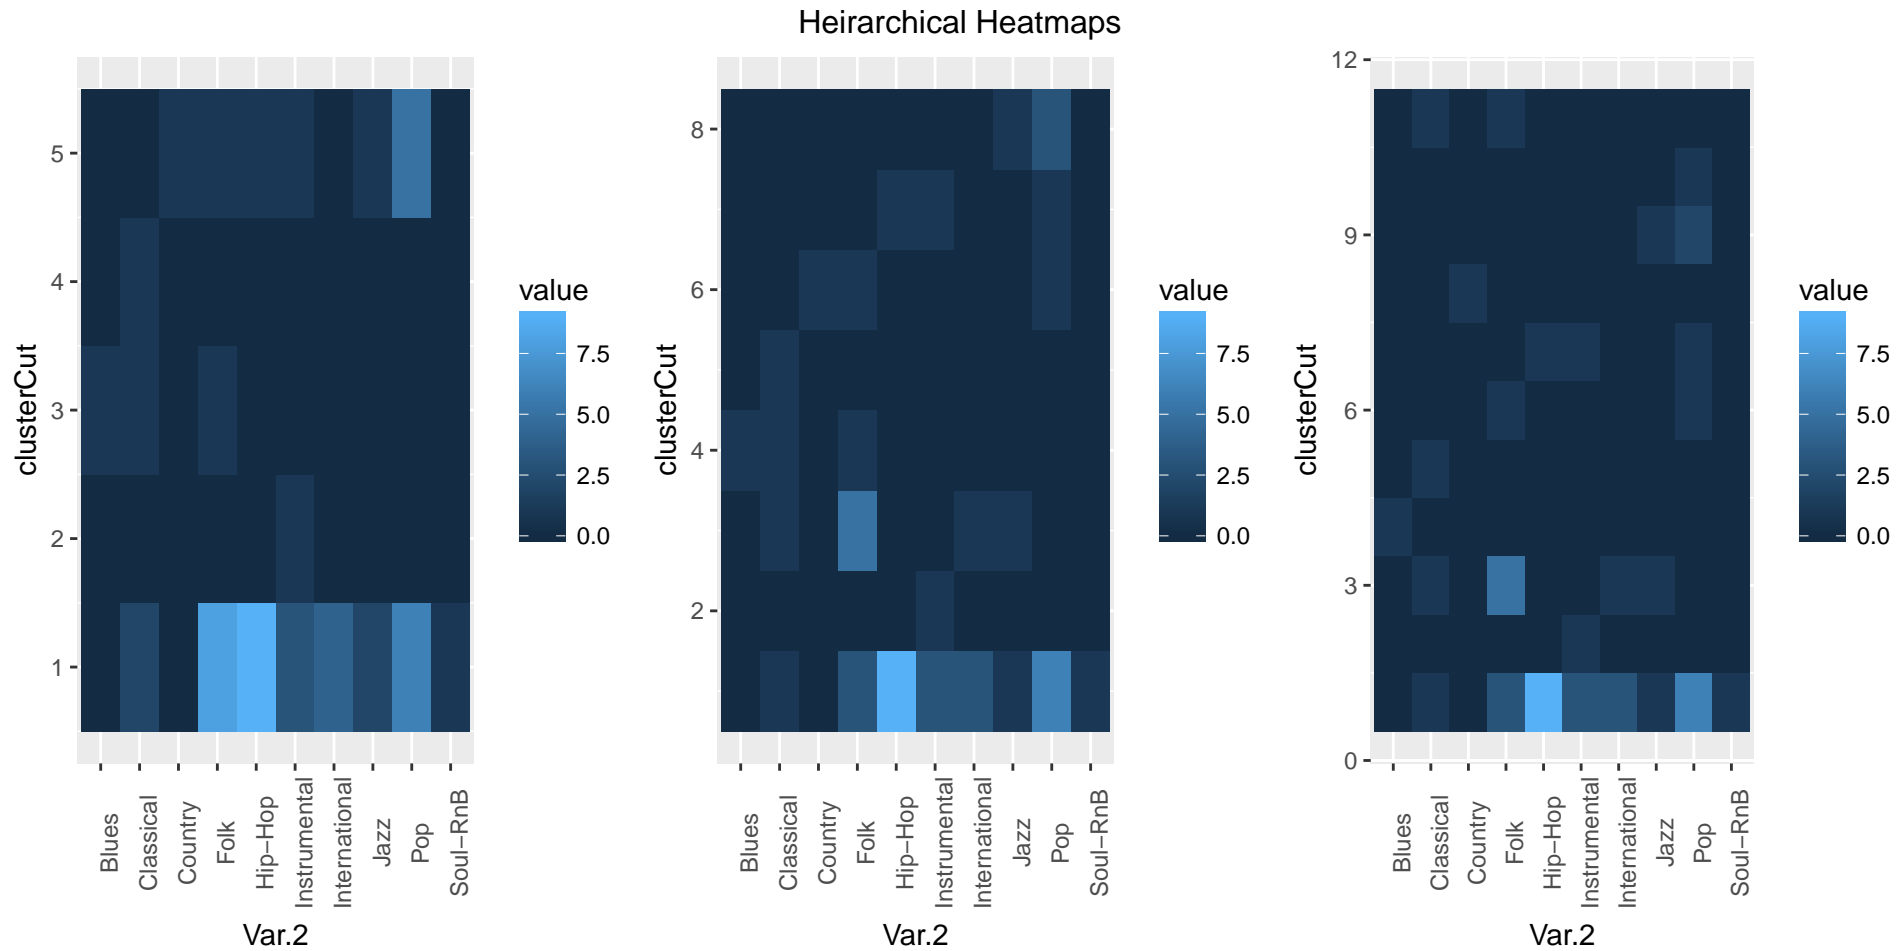 Heirarchical Heatmaps
clusterCut
5
4
3
2
1
Blues
Classical
Country
Folk
Hip-Hop
Instrumental
International
Jazz
Pop
Soul-RnB
Var.2
value
7.5
5.0
2.5
0.0
clusterCut
8
6
4
2
Blues
Classical
Country
Folk
Hip-Hop
Instrumental
International
Jazz
Pop
Soul-RnB
Var.2
value
7.5
5.0
2.5
0.0
clusterCut
12
9
6
3
0
Blues
Classical
Country
Folk
Hip-Hop
Instrumental
International
Jazz
Pop
Soul-RnB
Var.2
value
7.5
5.0
2.5
0.0